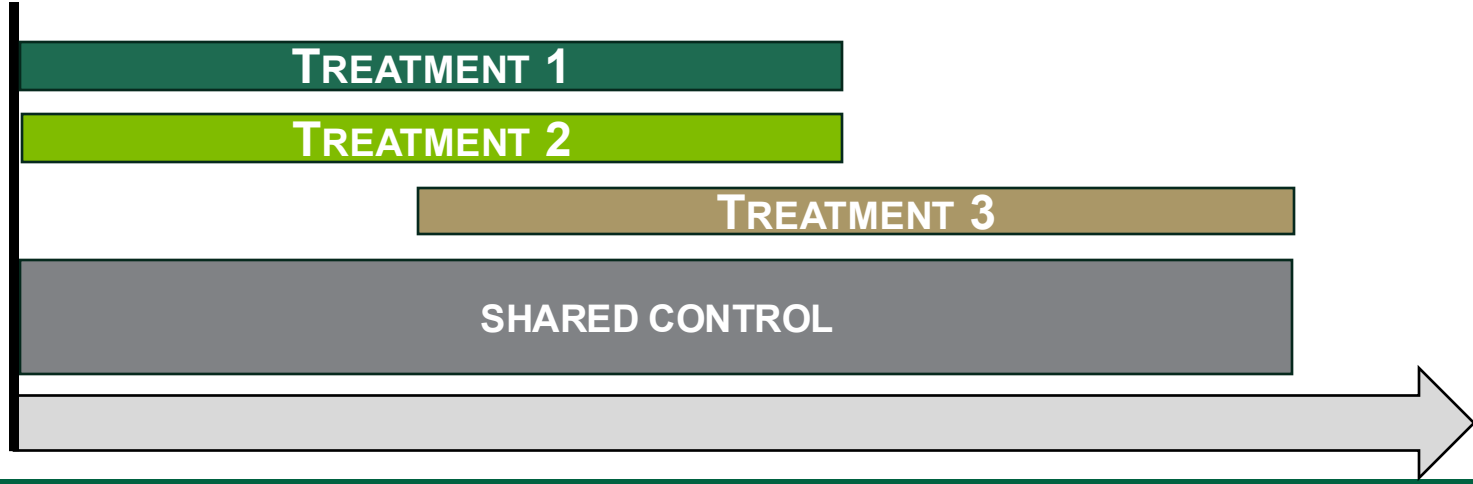 TREATMENT 1
TREATMENT 2
TREATMENT 3
SHARED CONTROL